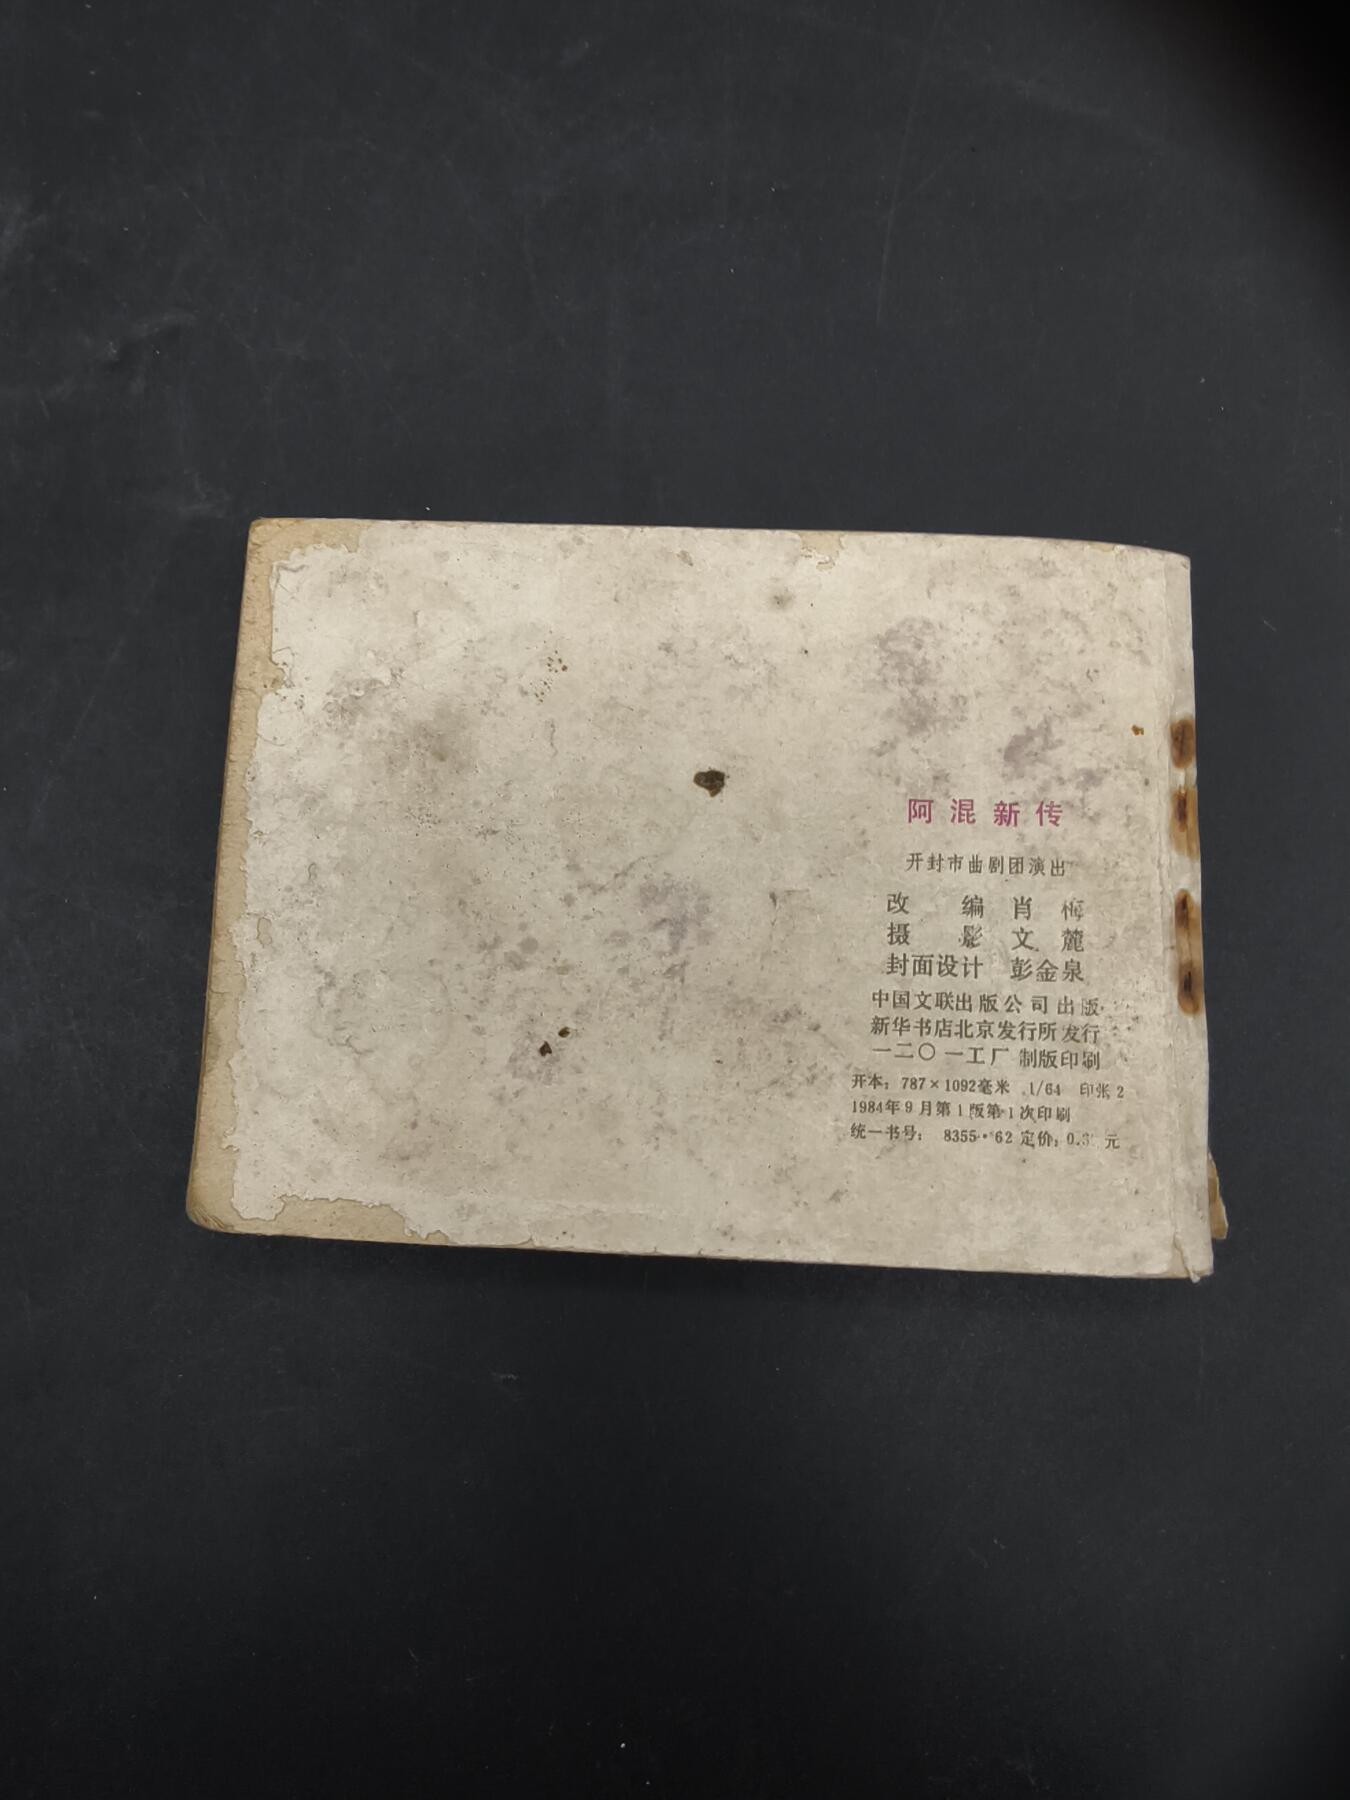 阿混新传
开封市曲剧团演出
改 编 肖 梅
摄 影 文 麓
封面设计 彭金泉
中国文联出版公司出版
新华书店北京发行所发行
一二〇一工厂 制版印刷
开本：787×1092毫米 1/64 印张 2
1984年9月第1版第1次印刷
统一书号：8355·62 定价：0.3 元